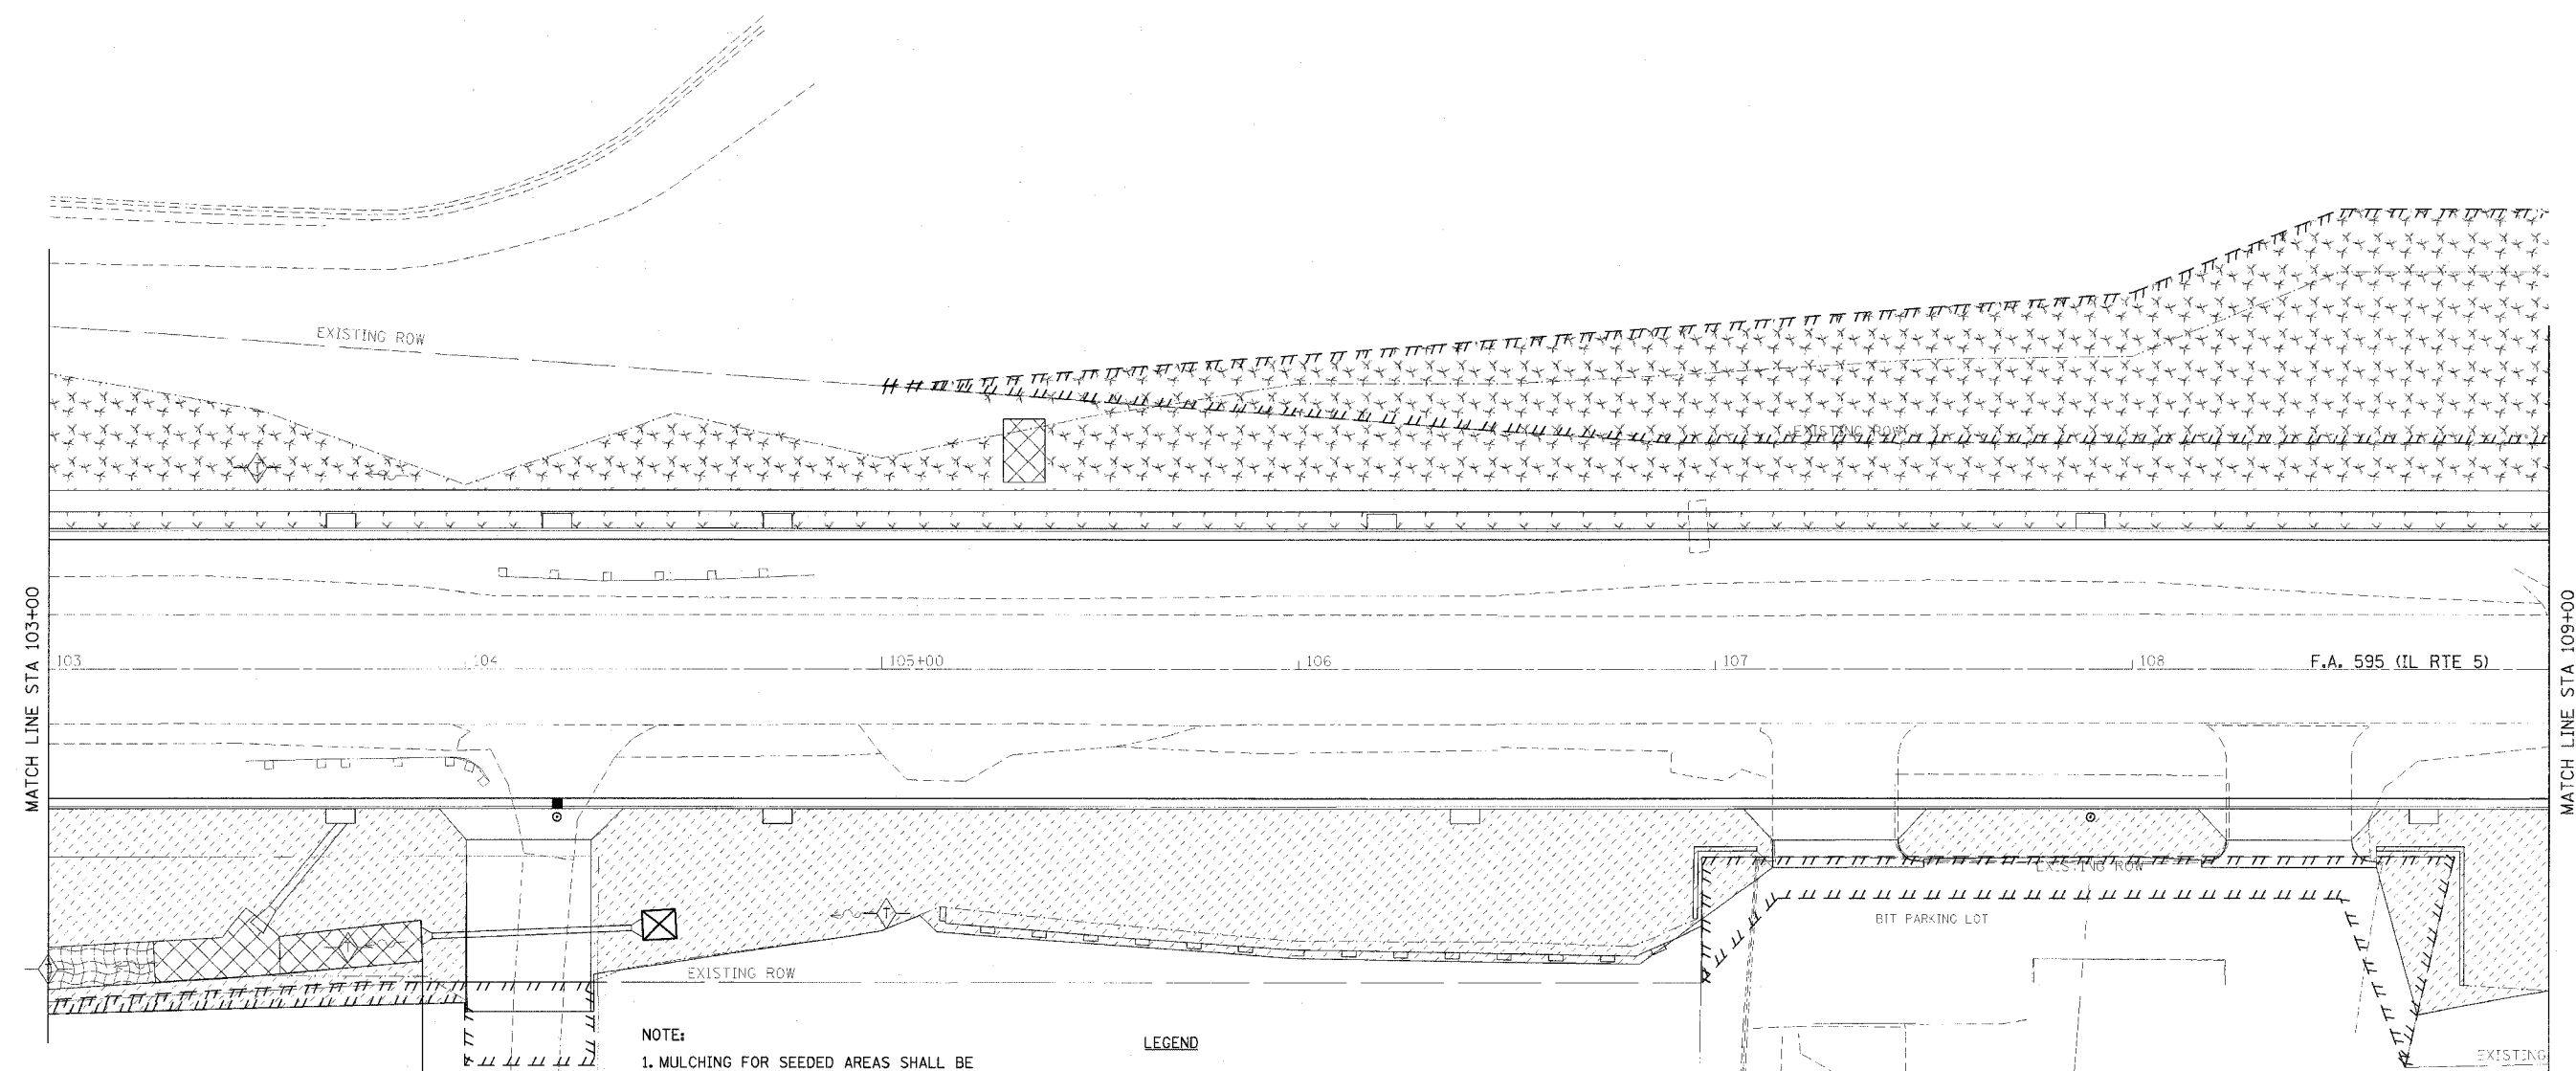 EXISTING ROW
EXISTING ROW
MATCH LINE STA 103+00
MATCH LINE STA 109+00
103
104
105+00
106
107
108
F.A. 595 (IL RTE 5)
T
EXISTING ROW
T
BIT PARKING LOT
T
T
EXISTING ROW
NOTE:
LEGEND
1. MULCHING FOR SEEDED AREAS SHALL BE
EXISTING